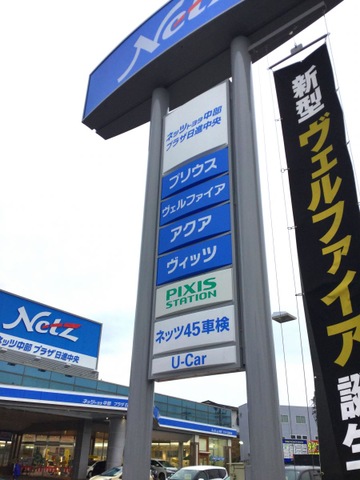 Netz
ネッツトヨタ中部
プラザ日進中央
プリウス
ヴェルファイア
アクア
ヴィッツ
PIXIS
STATION
ネッツ45車検
U-Car
新型ヴェルファイア誕生
Netz
ネッツ中部 プラザ日進中央